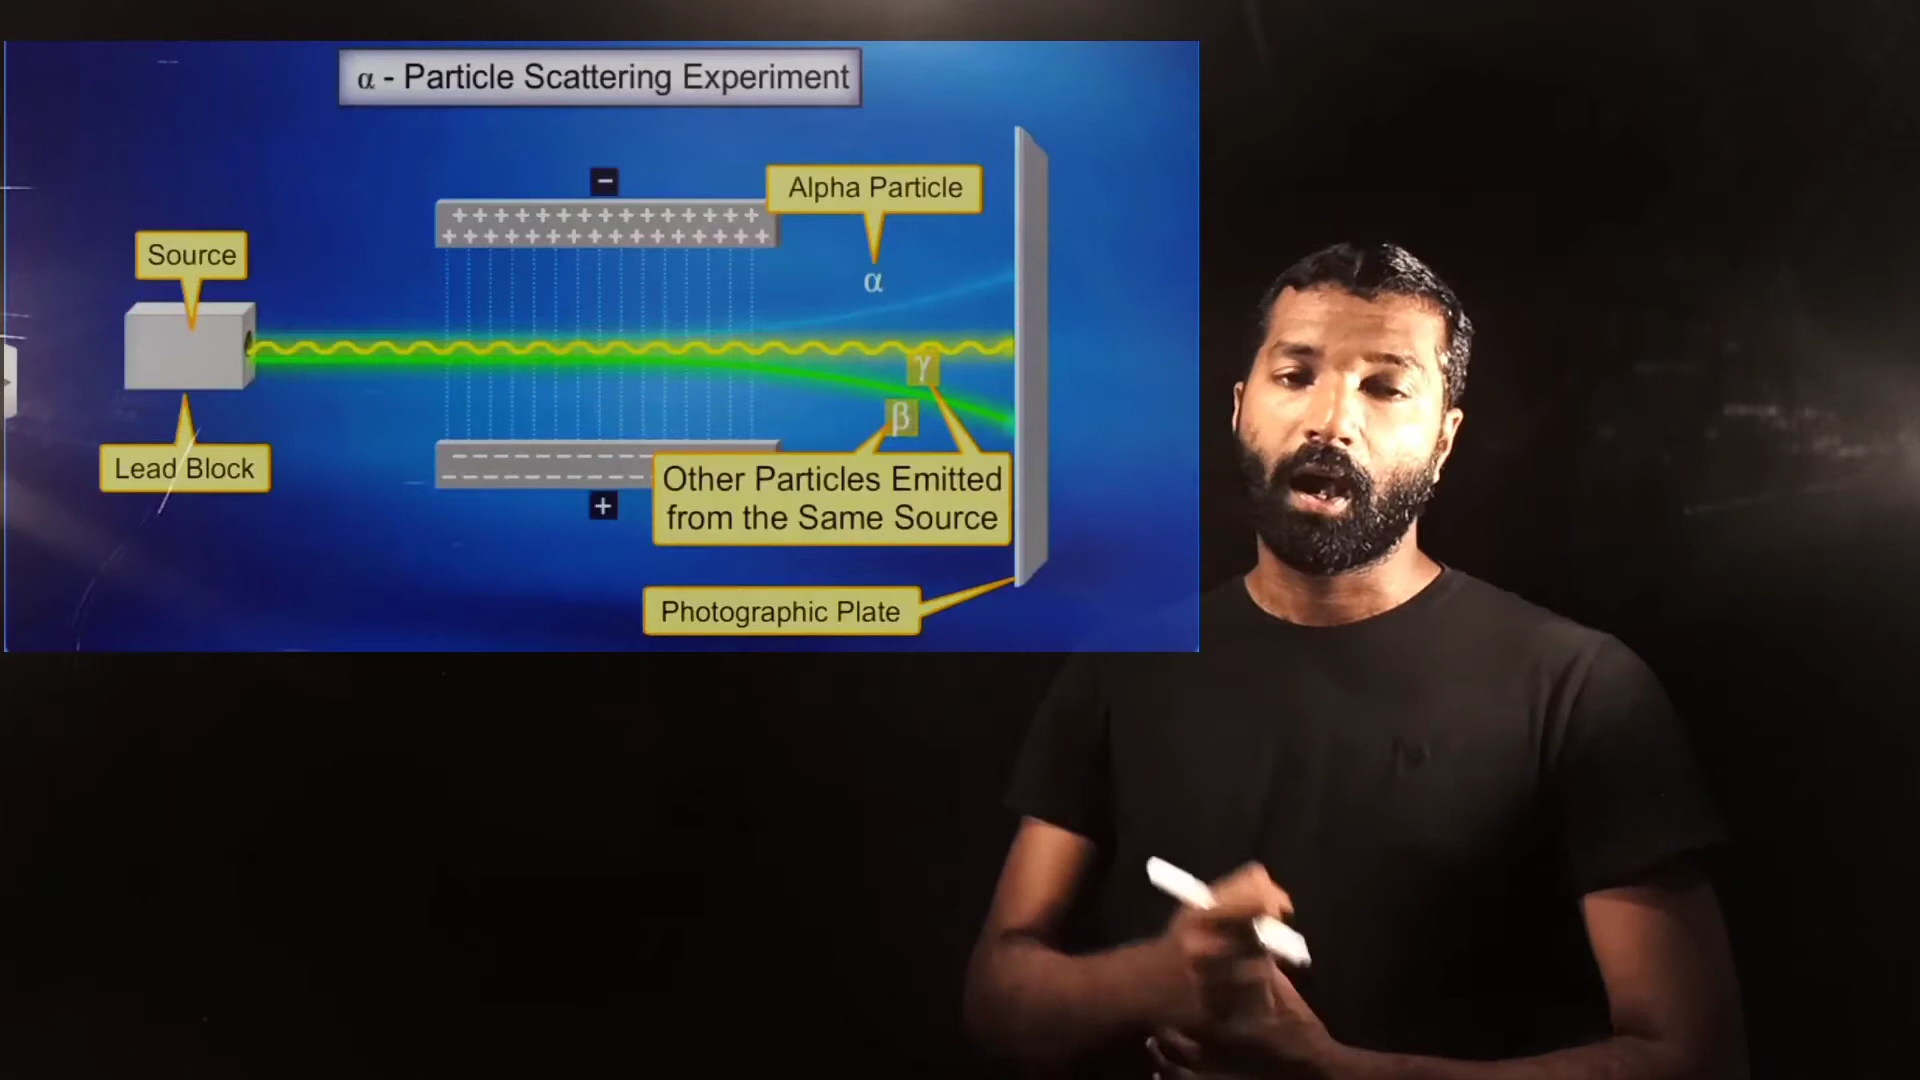 α - Particle Scattering Experiment
−
Alpha Particle
+ + + + + + + + + + + + + + +
+ + + + + + + + + + + + + + + +
Source
α
γ
β
Lead Block
Other Particles Emitted
from the Same Source
+
Photographic Plate